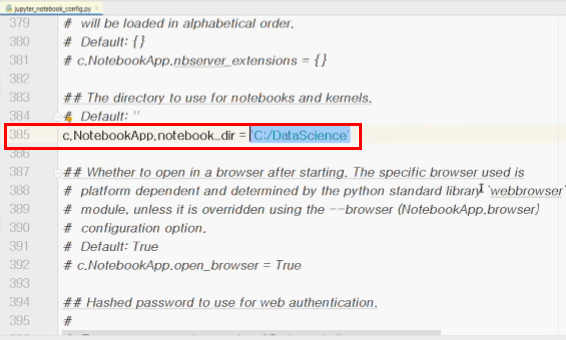 jupyter_notebook_config.py
379 # will be loaded in alphabetical order.
380 # Default: {}
381 # c.NotebookApp.nbserver_extensions = {}
382
383 ## The directory to use for notebooks and kernels.
384 # Default: ''
385 c.NotebookApp.notebook_dir = 'C:/DataScience'
386
387 ## Whether to open in a browser after starting. The specific browser used is
388 # platform dependent and determined by the python standard library `webbrowser`
389 # module, unless it is overridden using the --browser (NotebookApp.browser)
390 # configuration option.
391 # Default: True
392 # c.NotebookApp.open_browser = True
393
394 ## Hashed password to use for web authentication.
395 #